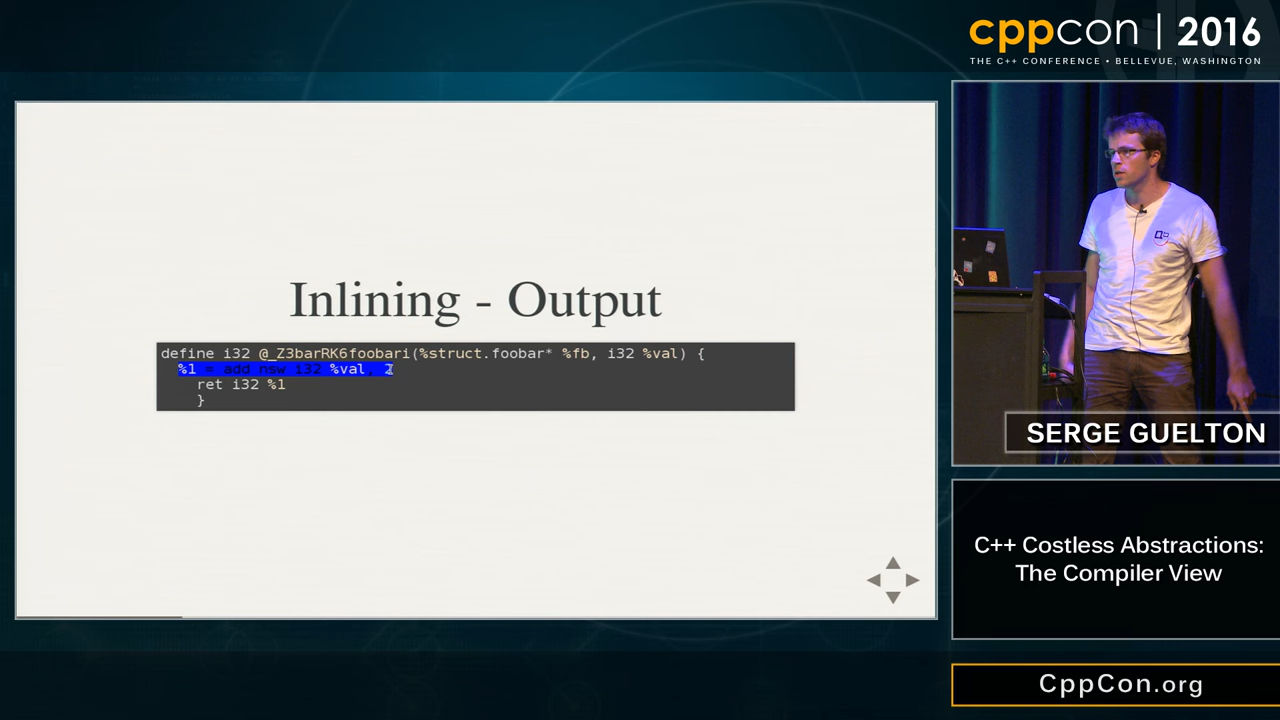 cppcon | 2016
THE C++ CONFERENCE • BELLEVUE, WASHINGTON
Inlining - Output
define i32 @_Z3barRK6foobari(%struct.foobar* %fb, i32 %val) {
%1 = add nsw i32 %val, 2
ret i32 %1
}
SERGE GUELTON
C++ Costless Abstractions:
The Compiler View
CppCon.org